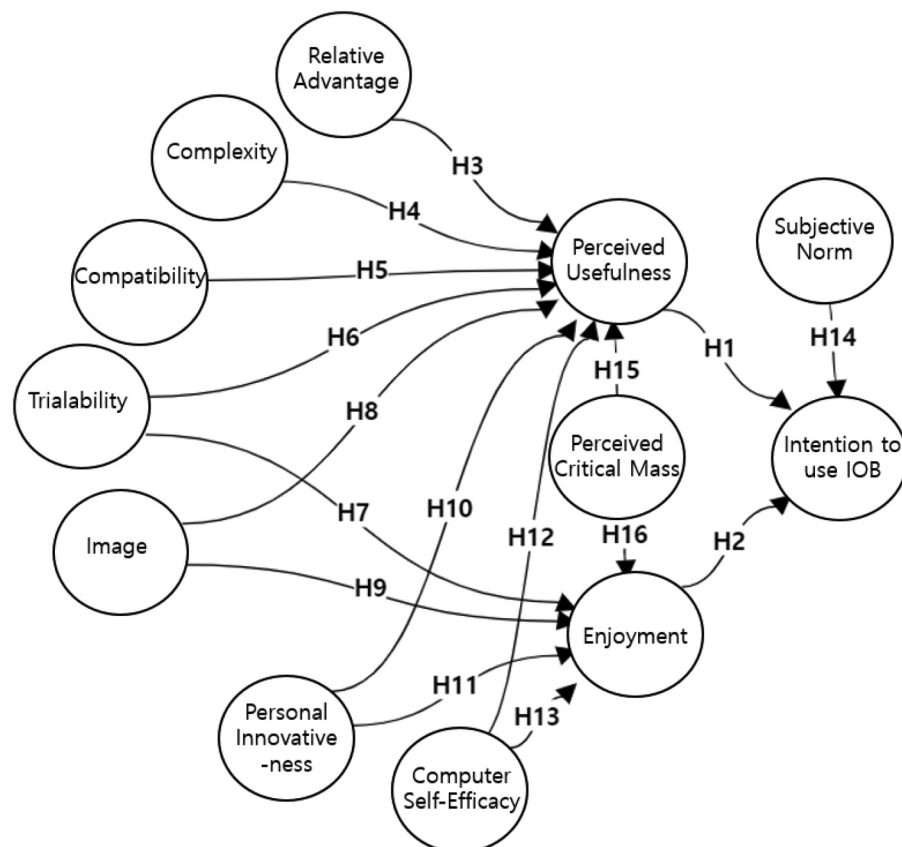 Relative
Advantage
Complexity
H3
H4
Subjective
Norm
Perceived
Usefulness
Compatibility
H5
H6
H14
H1
H15
Trialability
H8
Perceived
Critical Mass
Intention to
use IOB
H10
H7
H12
H16
H2
Image
H9
Enjoyment
H11
H13
Personal
Innovative
-ness
Computer
Self-Efficacy